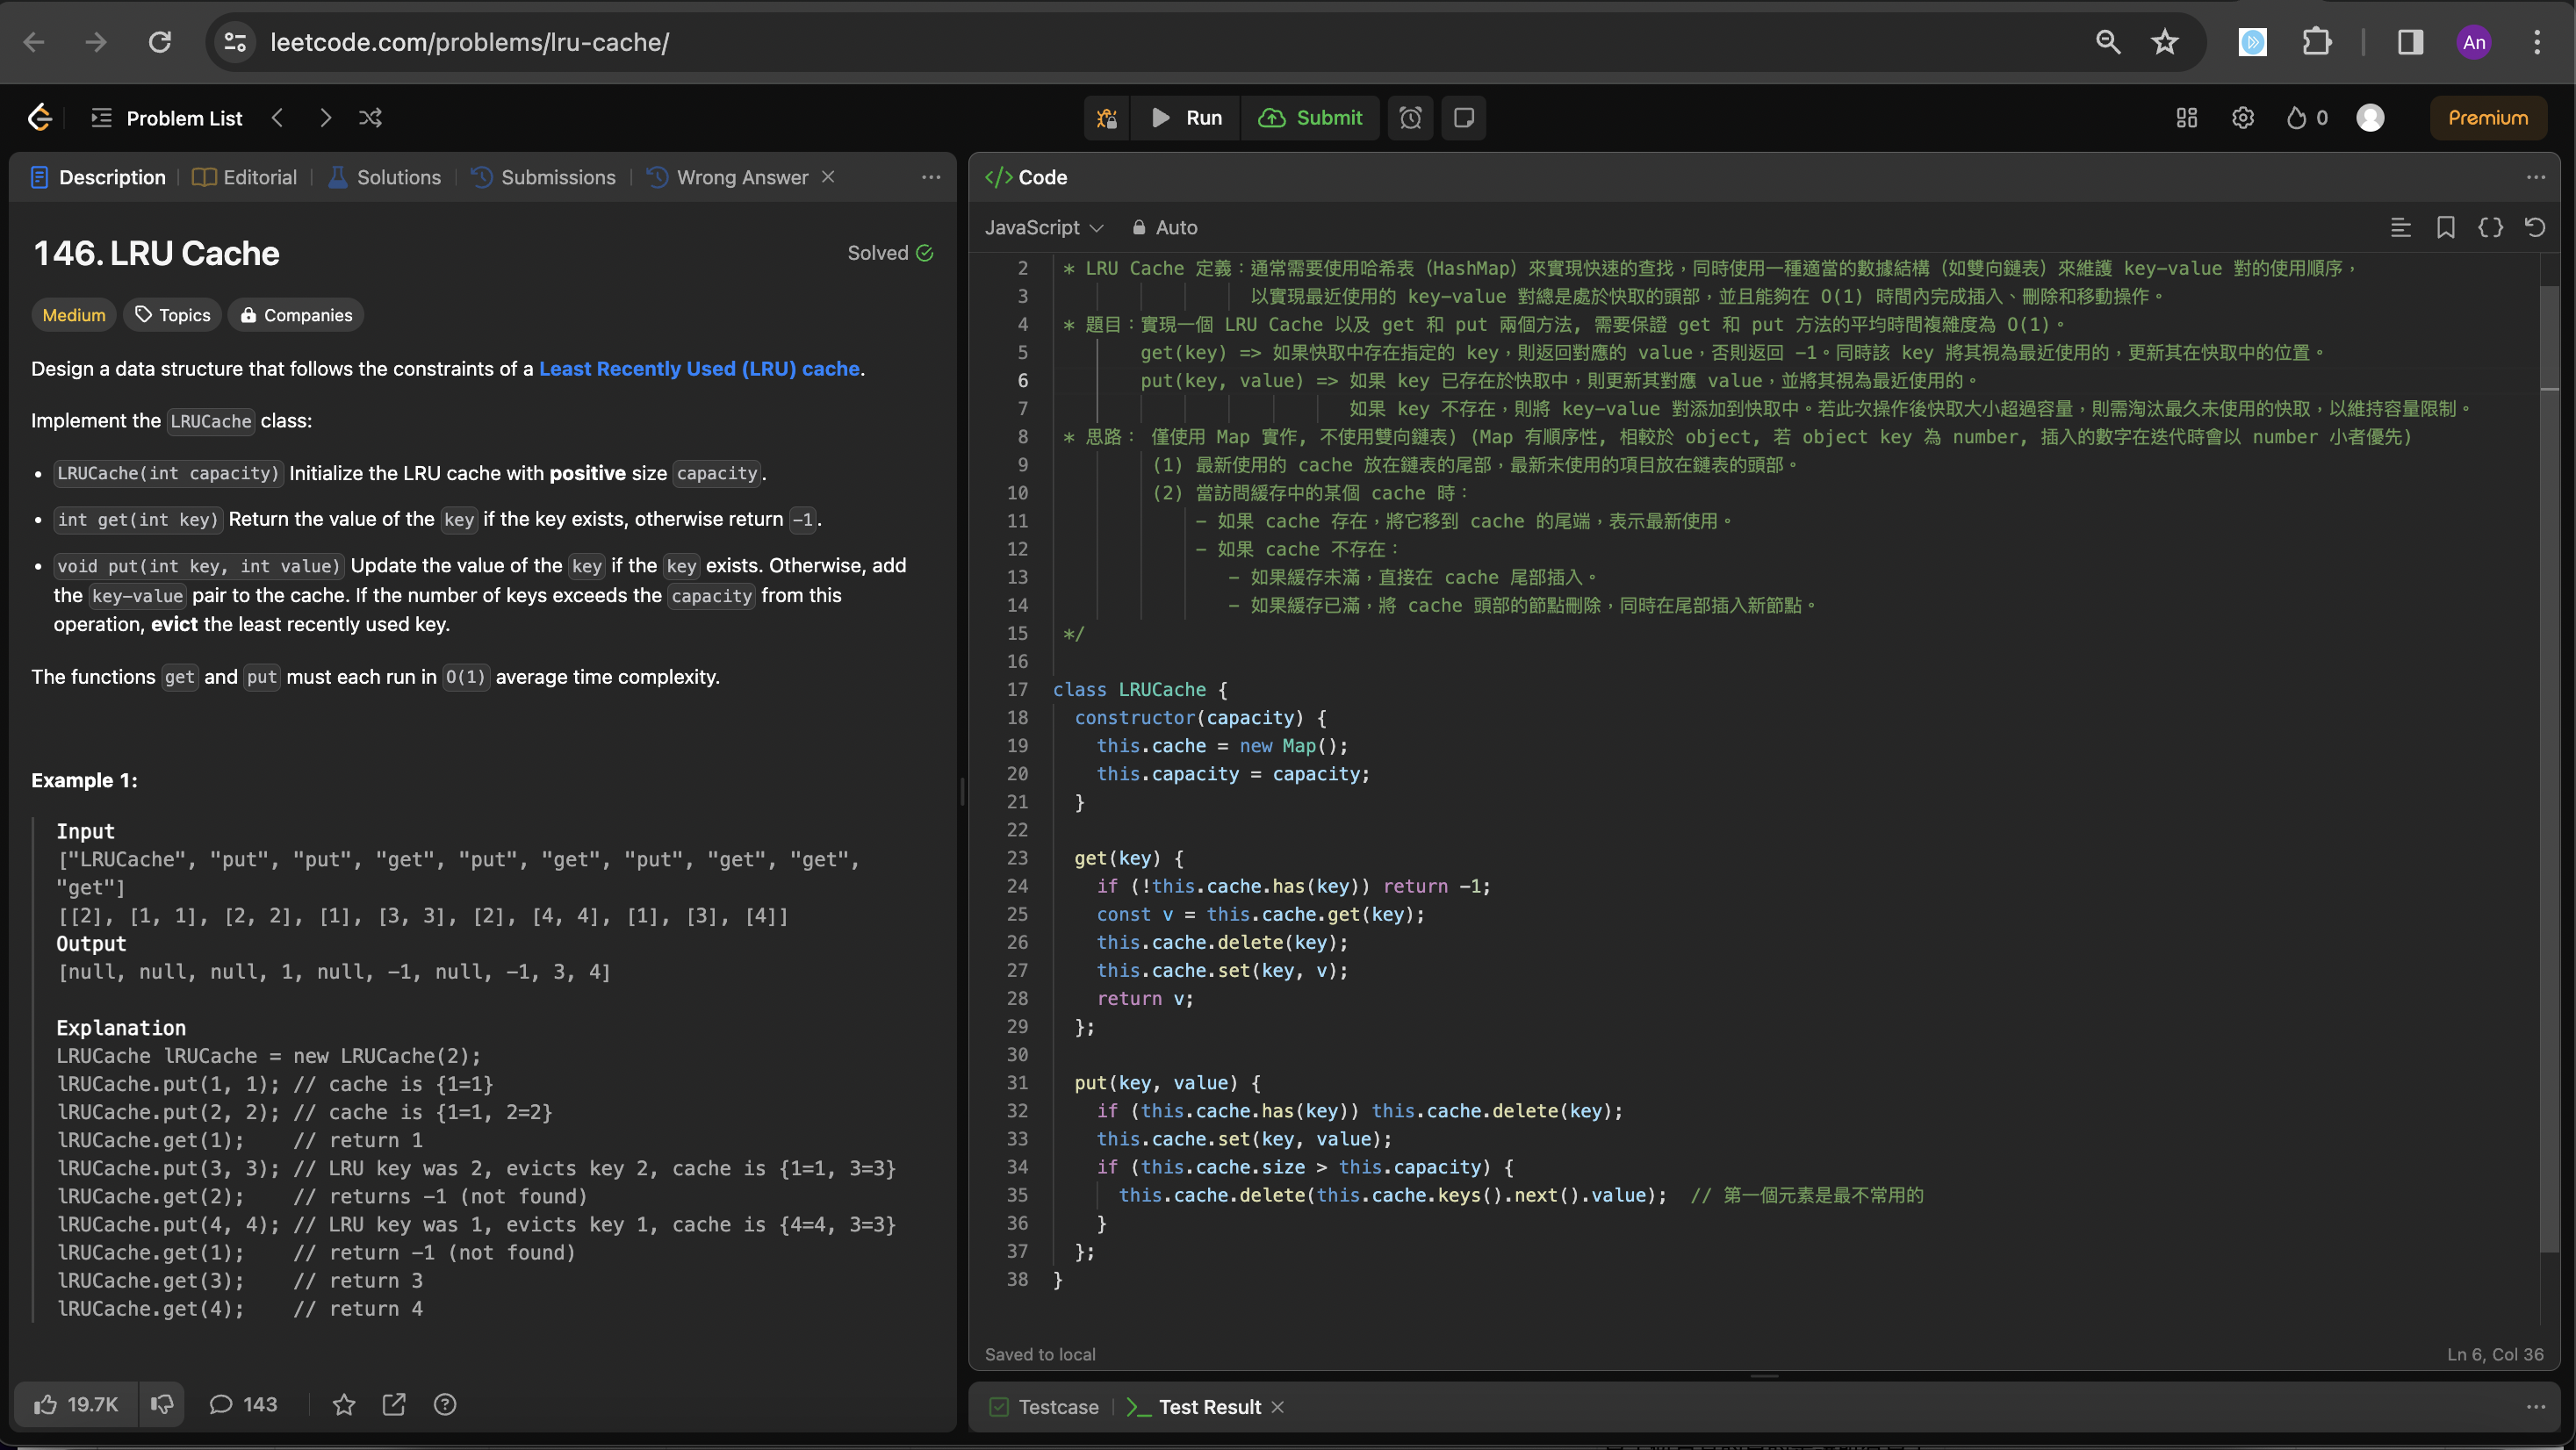 leetcode.com/problems/lru-cache/
An
Problem List
Run
Submit
0
Premium
Description
Editorial
Solutions
Submissions
Wrong Answer
146. LRU Cache
Solved
Medium
Topics
Companies
Design a data structure that follows the constraints of a Least Recently Used (LRU) cache.
Implement the LRUCache class:
• LRUCache(int capacity) Initialize the LRU cache with positive size capacity.
• int get(int key) Return the value of the key if the key exists, otherwise return -1.
• void put(int key, int value) Update the value of the key if the key exists. Otherwise, add
the key-value pair to the cache. If the number of keys exceeds the capacity from this
operation, evict the least recently used key.
The functions get and put must each run in O(1) average time complexity.
Example 1:
Input
["LRUCache", "put", "put", "get", "put", "get", "put", "get", "get",
"get"]
[[2], [1, 1], [2, 2], [1], [3, 3], [2], [4, 4], [1], [3], [4]]
Output
[null, null, null, 1, null, -1, null, -1, 3, 4]
Explanation
LRUCache lRUCache = new LRUCache(2);
lRUCache.put(1, 1); // cache is {1=1}
lRUCache.put(2, 2); // cache is {1=1, 2=2}
lRUCache.get(1);    // return 1
lRUCache.put(3, 3); // LRU key was 2, evicts key 2, cache is {1=1, 3=3}
lRUCache.get(2);    // returns -1 (not found)
lRUCache.put(4, 4); // LRU key was 1, evicts key 1, cache is {4=4, 3=3}
lRUCache.get(1);    // return -1 (not found)
lRUCache.get(3);    // return 3
lRUCache.get(4);    // return 4
19.7K
143
</> Code
JavaScript
Auto
2 * LRU Cache 定義：通常需要使用哈希表（HashMap）來實現快速的查找，同時使用一種適當的數據結構（如雙向鏈表）來維護 key-value 對的使用順序，
3 以實現最近使用的 key-value 對總是處於快取的頭部，並且能夠在 O(1) 時間內完成插入、刪除和移動操作。
4 * 題目：實現一個 LRU Cache 以及 get 和 put 兩個方法, 需要保證 get 和 put 方法的平均時間複雜度為 O(1)。
5 get(key) => 如果快取中存在指定的 key，則返回對應的 value，否則返回 -1。同時該 key 將其視為最近使用的，更新其在快取中的位置。
6 put(key, value) => 如果 key 已存在於快取中，則更新其對應 value，並將其視為最近使用的。
7 如果 key 不存在，則將 key-value 對添加到快取中。若此次操作後快取大小超過容量，則需淘汰最久未使用的快取，以維持容量限制。
8 * 思路： 僅使用 Map 實作, 不使用雙向鏈表) (Map 有順序性, 相較於 object, 若 object key 為 number, 插入的數字在迭代時會以 number 小者優先)
9 (1) 最新使用的 cache 放在鏈表的尾部，最新未使用的項目放在鏈表的頭部。
10 (2) 當訪問緩存中的某個 cache 時：
11 - 如果 cache 存在，將它移到 cache 的尾端，表示最新使用。
12 - 如果 cache 不存在：
13 - 如果緩存未滿，直接在 cache 尾部插入。
14 - 如果緩存已滿，將 cache 頭部的節點刪除，同時在尾部插入新節點。
15 */
16
17 class LRUCache {
18 constructor(capacity) {
19 this.cache = new Map();
20 this.capacity = capacity;
21 }
22
23 get(key) {
24 if (!this.cache.has(key)) return -1;
25 const v = this.cache.get(key);
26 this.cache.delete(key);
27 this.cache.set(key, v);
28 return v;
29 };
30
31 put(key, value) {
32 if (this.cache.has(key)) this.cache.delete(key);
33 this.cache.set(key, value);
34 if (this.cache.size > this.capacity) {
35 this.cache.delete(this.cache.keys().next().value); // 第一個元素是最不常用的
36 }
37 };
38 }
Saved to local
Ln 6, Col 36
Testcase
Test Result